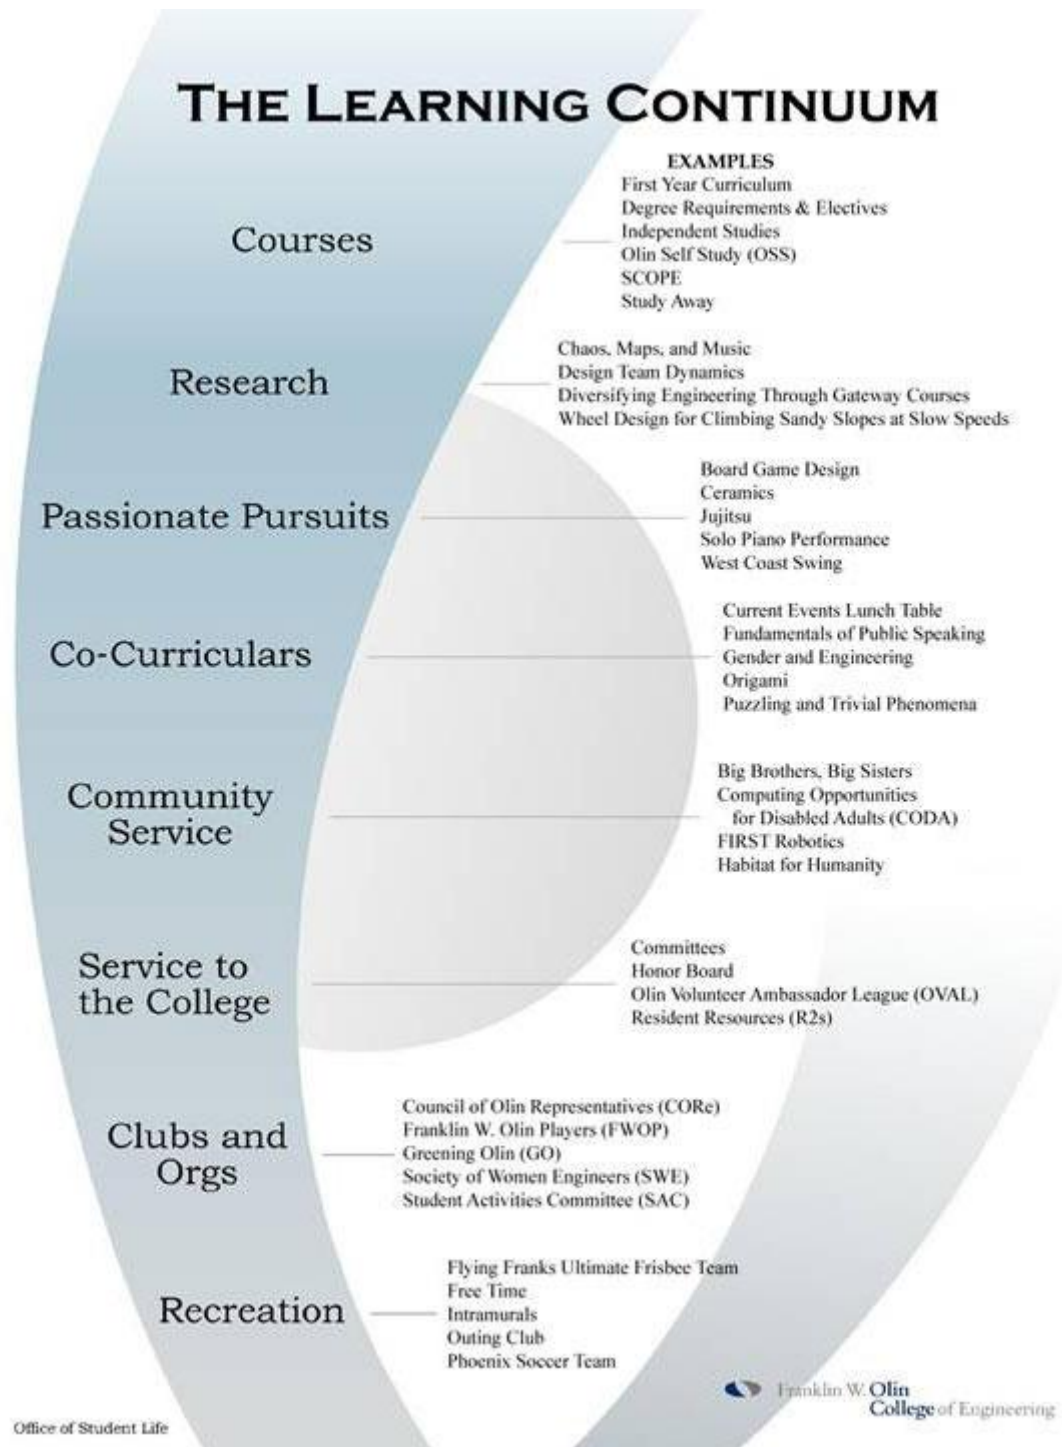 THE LEARNING CONTINUUM
EXAMPLES
Courses
First Year Curriculum
Degree Requirements & Electives
Independent Studies
Olin Self Study (OSS)
SCOPE
Study Away
Research
Chaos, Maps, and Music
Design Team Dynamics
Diversifying Engineering Through Gateway Courses
Wheel Design for Climbing Sandy Slopes at Slow Speeds
Passionate Pursuits
Board Game Design
Ceramics
Jujitsu
Solo Piano Performance
West Coast Swing
Co-Curriculars
Current Events Lunch Table
Fundamentals of Public Speaking
Gender and Engineering
Origami
Puzzling and Trivial Phenomena
Community
Service
Big Brothers, Big Sisters
Computing Opportunities
for Disabled Adults (CODA)
FIRST Robotics
Habitat for Humanity
Service to
the College
Committees
Honor Board
Olin Volunteer Ambassador League (OVAL)
Resident Resources (R2s)
Clubs and
Orgs
Council of Olin Representatives (CORe)
Franklin W. Olin Players (FWOP)
Greening Olin (GO)
Society of Women Engineers (SWE)
Student Activities Committee (SAC)
Recreation
Flying Franks Ultimate Frisbee Team
Free Time
Intramurals
Outing Club
Phoenix Soccer Team
Franklin W. Olin
College of Engineering
Office of Student Life